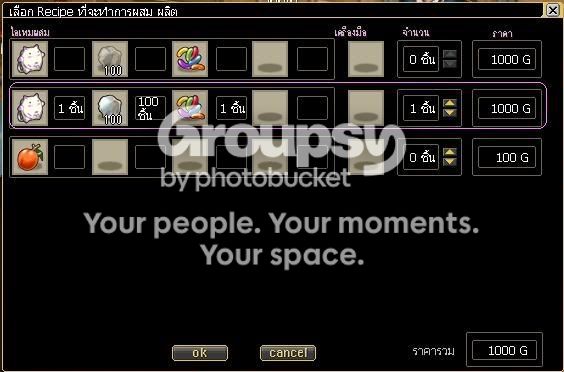 เลือก Recipe ที่จะทำการผสม ผลิต
ไอเทมผสม เครื่องมือ จำนวน ราคา
100 0 ชิ้น 1000 G
1 ชิ้น 100 100 ชิ้น 1 ชิ้น 1 ชิ้น 1000 G
0 ชิ้น 100 G
Groupsy
by photobucket
Your people. Your moments.
Your space.
ok cancel ราคารวม 1000 G